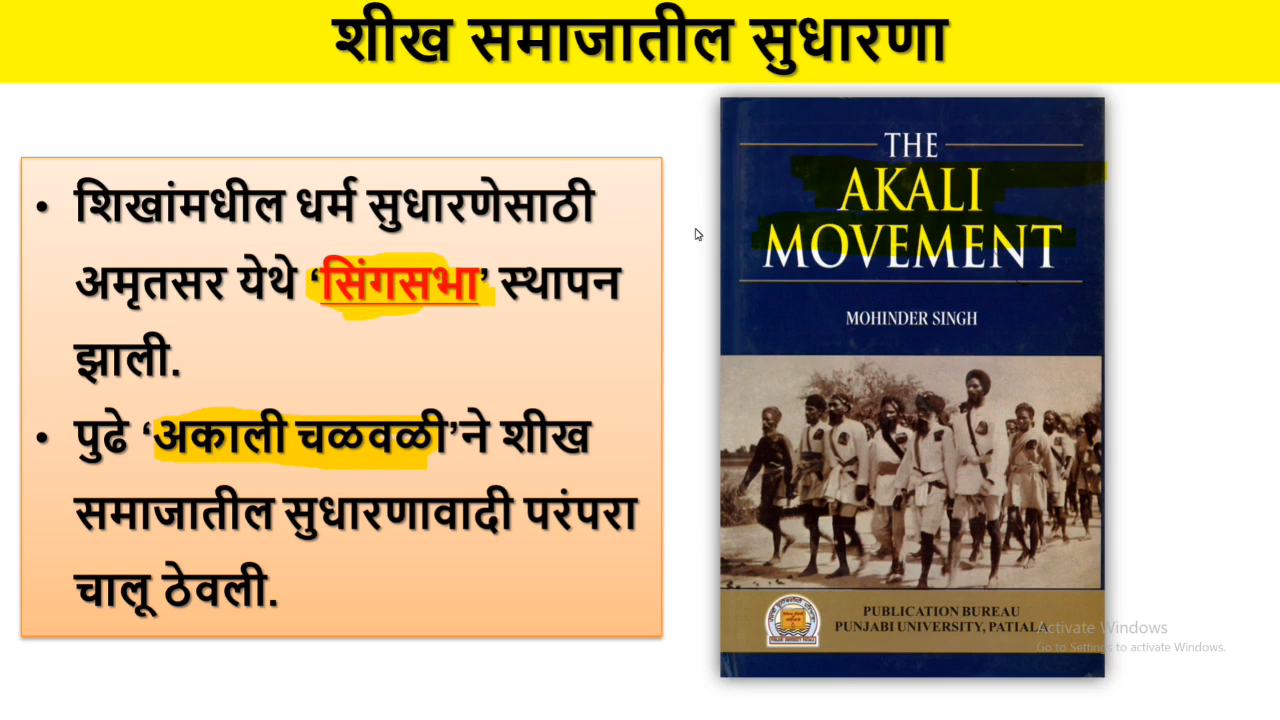 शीख समाजातील सुधारणा
• शिखांमधील धर्म सुधारणेसाठी
अमृतसर येथे ‘सिंगसभा’ स्थापन
झाली.
• पुढे ‘अकाली चळवळी’ने शीख
समाजातील सुधारणावादी परंपरा
चालू ठेवली.
THE
AKALI
MOVEMENT
MOHINDER SINGH
PUBLICATION BUREAU
PUNJABI UNIVERSITY, PATIALA
Activate Windows
Go to Settings to activate Windows.